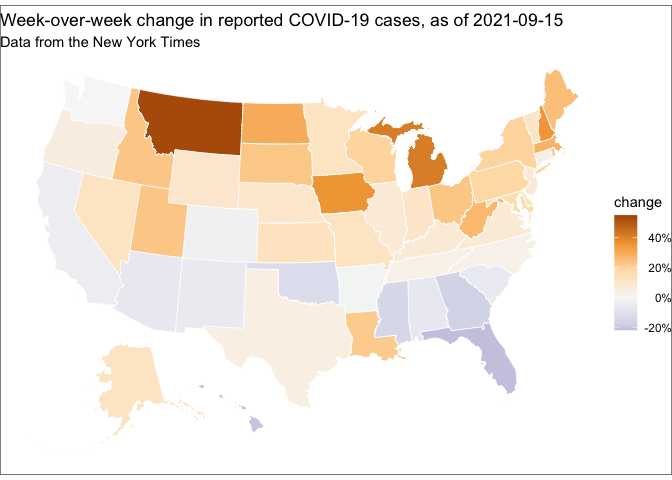 Week-over-week change in reported COVID-19 cases, as of 2021-09-15
Data from the New York Times
change
40%
20%
0%
-20%